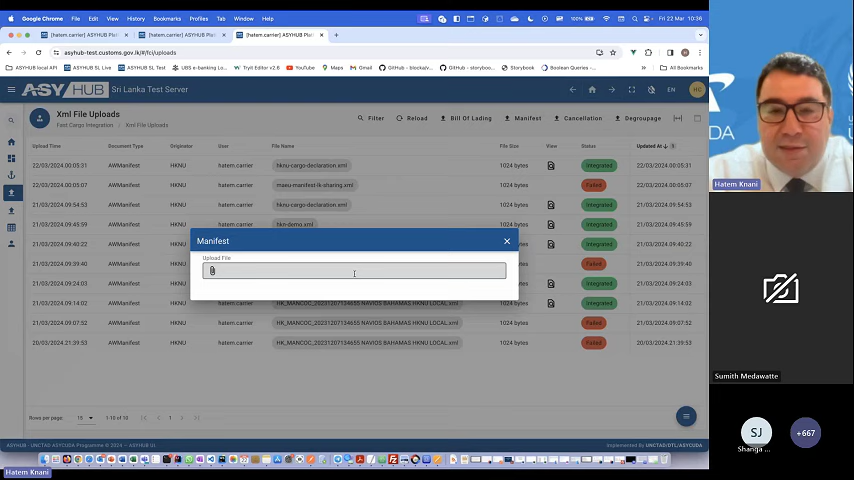 Google Chrome File Edit View History Bookmarks Profiles Tab Window Help 100% Fri 22 Mar 10:36
[hatem.carrier] ASYHUB Plat [hatem.carrier] ASYHUB Plat [hatem.carrier] ASYHUB Plat
asyhub-test.customs.gov.lk/#/fci/uploads
ASYHUB local API ASYHUB SL Live ASYHUB SL Test UBS e-banking Lo... Tryit Editor v2.6 YouTube Maps Gmail GitHub - blockalv... GitHub - storyboo... Storybook Boolean Queries -... All Bookmarks
ASYHUB Sri Lanka Test Server EN HC
Xml File Uploads
Fast Cargo Integration › Xml File Uploads
Filter Reload Bill Of Lading Manifest Cancellation Degroupage
Upload Time Document Type Originator User File Name File Size View Status Updated At
22/03/2024.00:05:31 AWManifest HKNU hatem.carrier hknu-cargo-declaration.xml 1024 bytes Integrated 22/03/2024.00:05:31
22/03/2024.00:05:07 AWManifest HKNU hatem.carrier maeu-manifest-lk-sharing.xml 1024 bytes Failed 22/03/2024.00:05:07
21/03/2024.09:54:53 AWManifest HKNU hatem.carrier hknu-cargo-declaration.xml 1024 bytes Integrated 21/03/2024.09:54:53
21/03/2024.09:45:59 AWManifest HKNU hatem.carrier hkn-demo.xml 1024 bytes Integrated 21/03/2024.09:45:59
21/03/2024.09:40:22 AWManifest Integrated 21/03/2024.09:40:22
21/03/2024.09:39:40 AWManifest Failed 21/03/2024.09:39:40
21/03/2024.09:24:03 AWManifest Integrated 21/03/2024.09:24:03
21/03/2024.09:14:02 AWManifest HKNU hatem.carrier HK_MANCOC_20231207134655 NAVIOS BAHAMAS HKNU LOCAL.xml 1024 bytes Integrated 21/03/2024.09:14:02
21/03/2024.09:07:52 AWManifest HKNU hatem.carrier HK_MANCOC_20231207134655 NAVIOS BAHAMAS HKNU LOCAL.xml 1024 bytes Failed 21/03/2024.09:07:52
20/03/2024.21:39:53 AWManifest HKNU hatem.carrier HK_MANCOC_20231207134655 NAVIOS BAHAMAS HKNU LOCAL.xml 1024 bytes Failed 20/03/2024.21:39:53
Manifest
Upload File
Rows per page: 15 1-10 of 10 1
ASYHUB - UNCTAD ASYCUDA Programme © 2024 - ASYHUB Implemented By UNCTAD/DTL/ASYCUDA
Hatem Knani
DA
Hatem Knani
Sumith Medawatte
SJ +667
Shanga ...